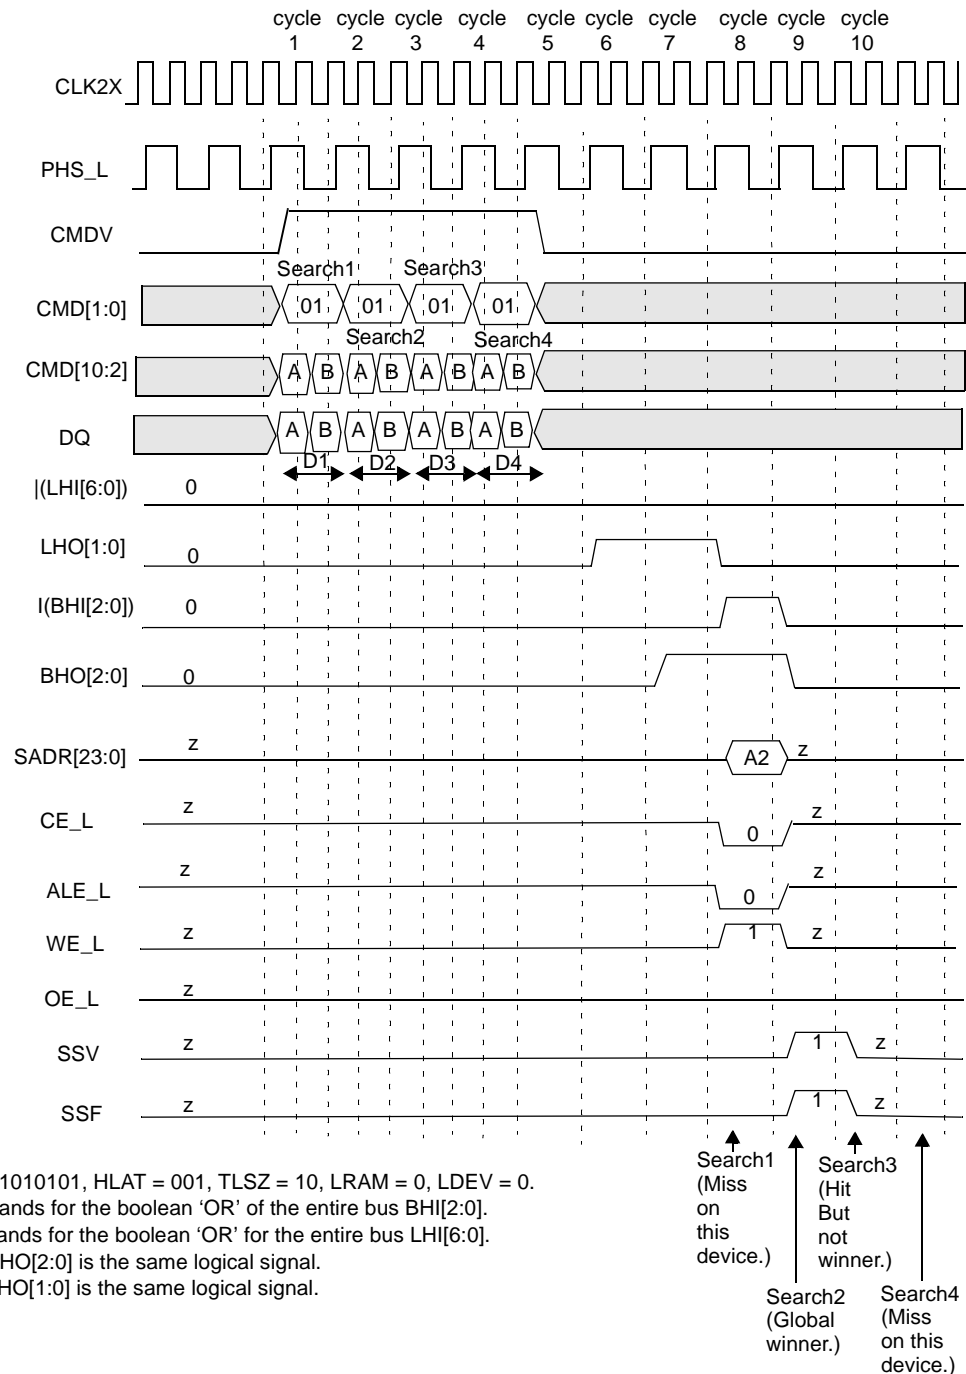 cycle cycle cycle cycle cycle cycle cycle cycle cycle cycle
1 2 3 4 5 6 7 8 9 10
CLK2X
PHS_L
CMDV
Search1 Search3
CMD[1:0] 01 01 01 01
Search2 Search4
CMD[10:2] A B A B A B A B
DQ A B A B A B A B
D1 D2 D3 D4
|(LHI[6:0]) 0
LHO[1:0] 0
I(BHI[2:0]) 0
BHO[2:0] 0
SADR[23:0] z A2 z
CE_L z 0 z
ALE_L z 0 z
WE_L z 1 z
OE_L z
SSV z 1 z
SSF z 1 z
Search1
(Miss
on
this
device.)
Search3
(Hit
But
not
winner.)
Search2
(Global
winner.)
Search4
(Miss
on this
device.)
1010101, HLAT = 001, TLSZ = 10, LRAM = 0, LDEV = 0.
ands for the boolean ‘OR’ of the entire bus BHI[2:0].
ands for the boolean ‘OR’ for the entire bus LHI[6:0].
HO[2:0] is the same logical signal.
HO[1:0] is the same logical signal.